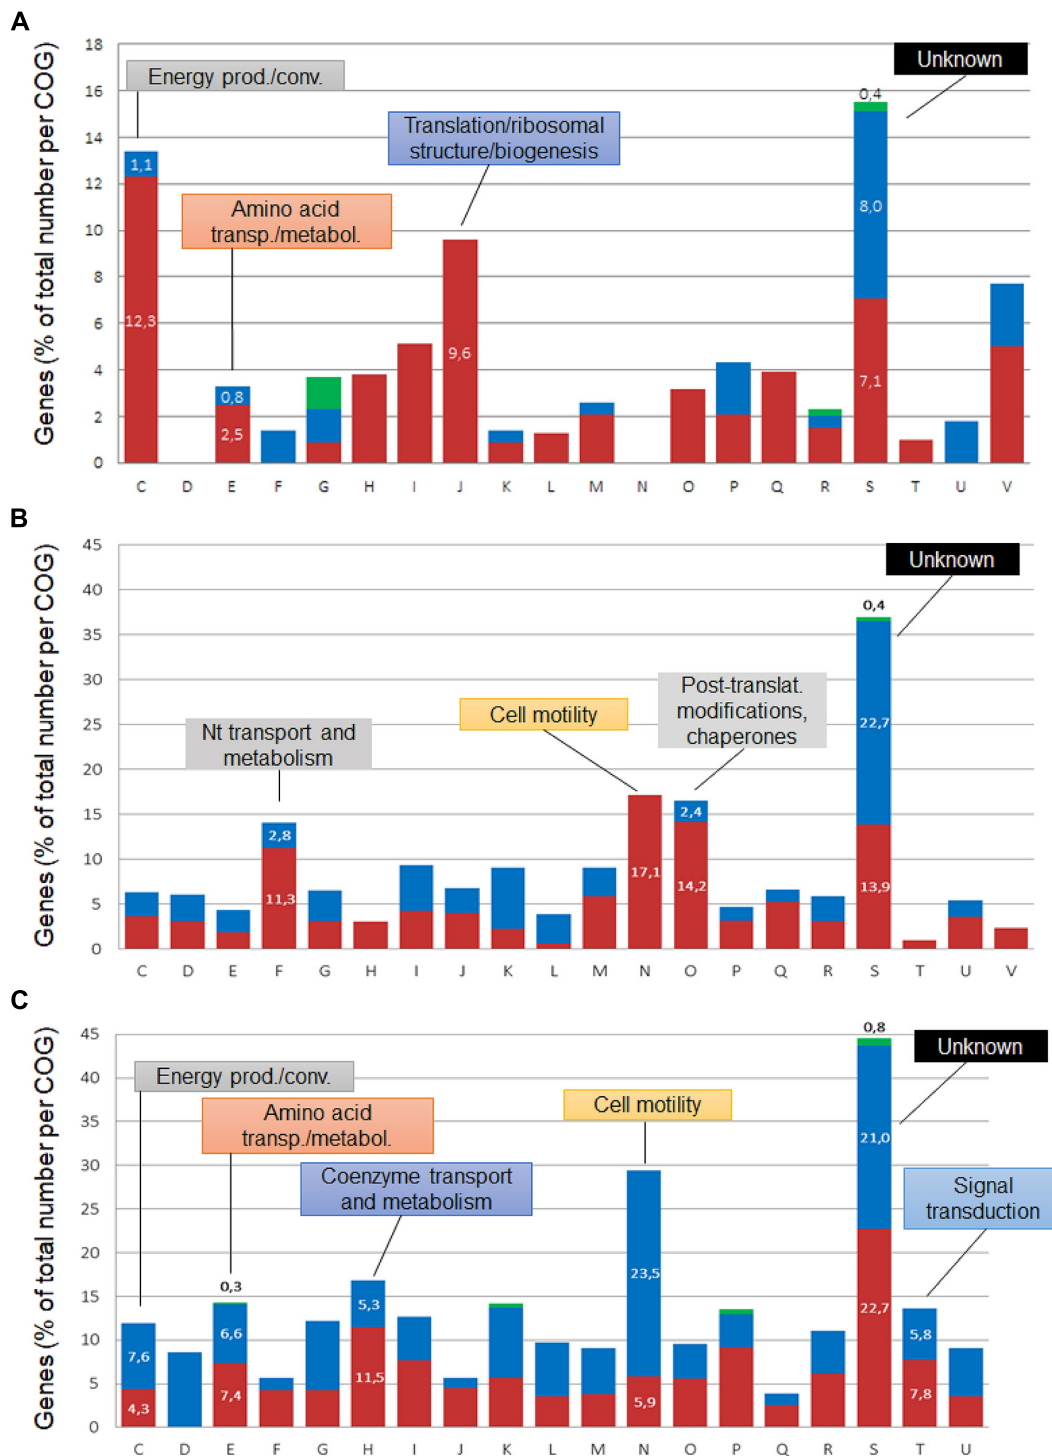 A
Genes (% of total number per COG)
18
16
14
12
10
8
6
4
2
0
Energy prod./conv.
Amino acid
transp./metabol.
Translation/ribosomal
structure/biogenesis
Unknown
1,1
12,3
0,8
2,5
9,6
0,4
8,0
7,1
C D E F G H I J K L M N O P Q R S T U V
B
Genes (% of total number per COG)
45
40
35
30
25
20
15
10
5
0
Nt transport and
metabolism
Cell motility
Post-translat.
modifications,
chaperones
Unknown
2,8
11,3
17,1
2,4
14,2
0,4
22,7
13,9
C D E F G H I J K L M N O P Q R S T U V
C
Genes (% of total number per COG)
45
40
35
30
25
20
15
10
5
0
Energy prod./conv.
Amino acid
transp./metabol.
Coenzyme transport
and metabolism
Cell motility
Unknown
Signal
transduction
7,6
4,3
0,3
6,6
7,4
5,3
11,5
23,5
5,9
0,8
21,0
22,7
5,8
7,8
C D E F G H I J K L M N O P Q R S T U